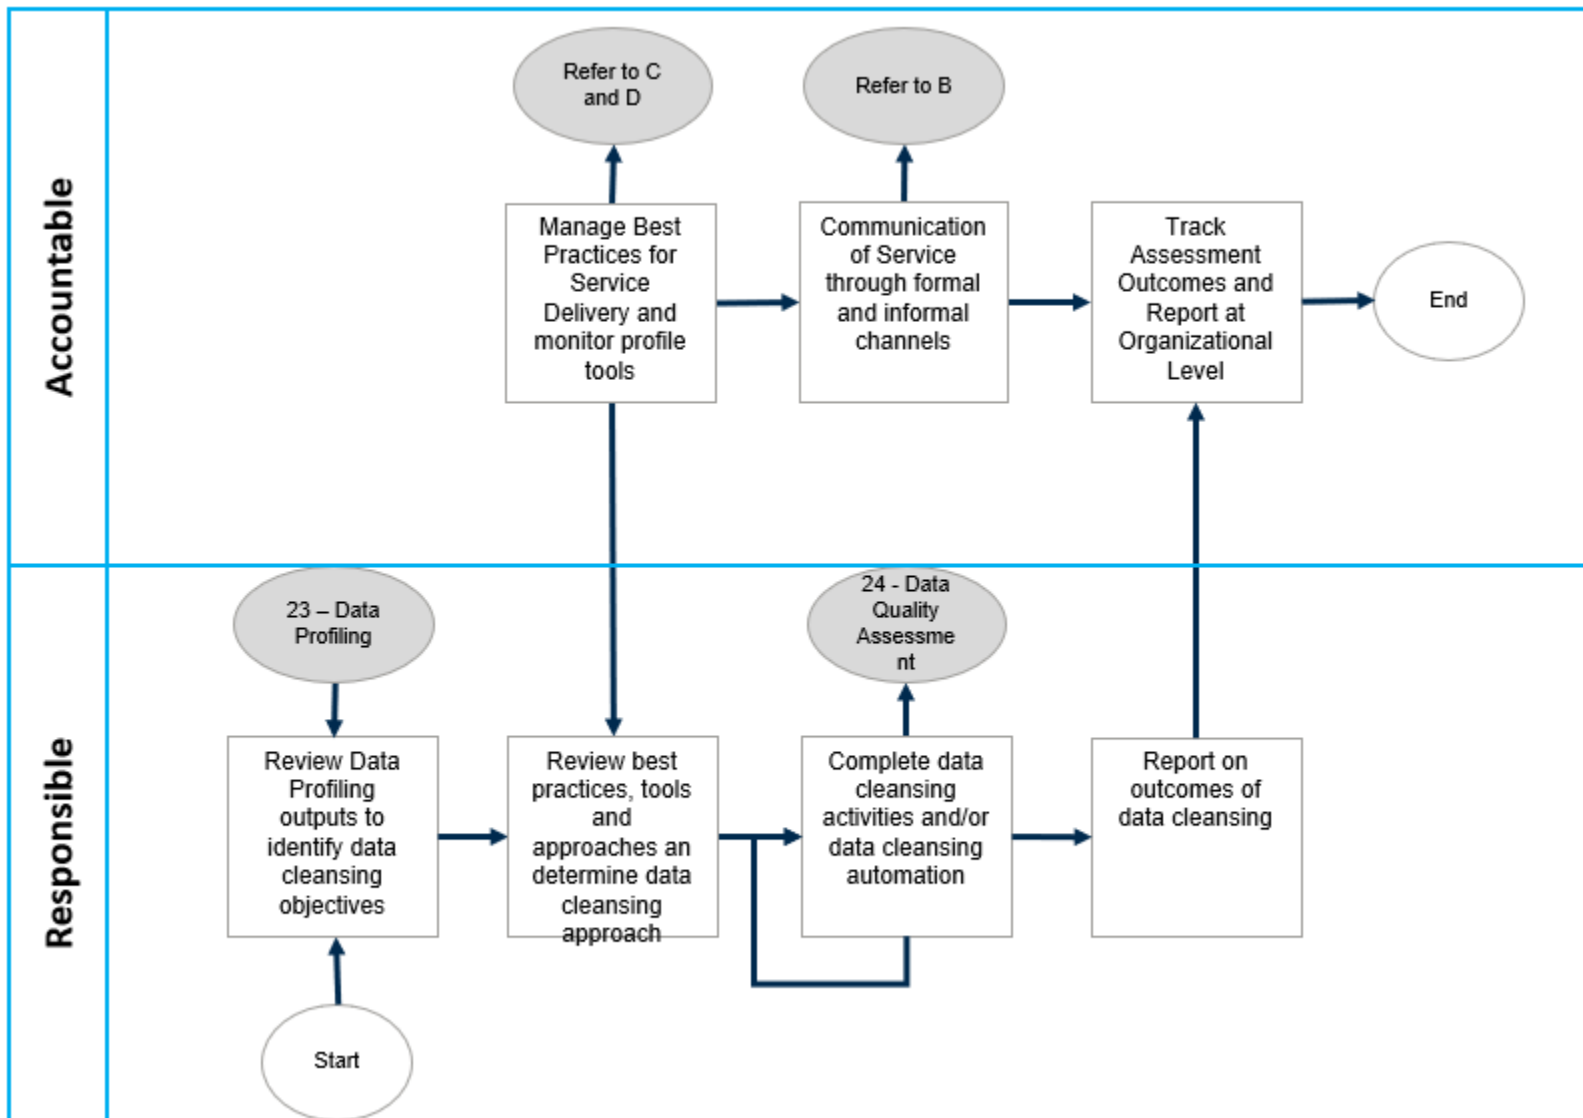 Accountable
Refer to C
and D
Refer to B
Manage Best
Practices for
Service
Delivery and
monitor profile
tools
Communication
of Service
through formal
and informal
channels
Track
Assessment
Outcomes and
Report at
Organizational
Level
End
Responsible
23 – Data
Profiling
24 - Data
Quality
Assessme
nt
Review Data
Profiling
outputs to
identify data
cleansing
objectives
Review best
practices, tools
and
approaches an
determine data
cleansing
approach
Complete data
cleansing
activities and/or
data cleansing
automation
Report on
outcomes of
data cleansing
Start